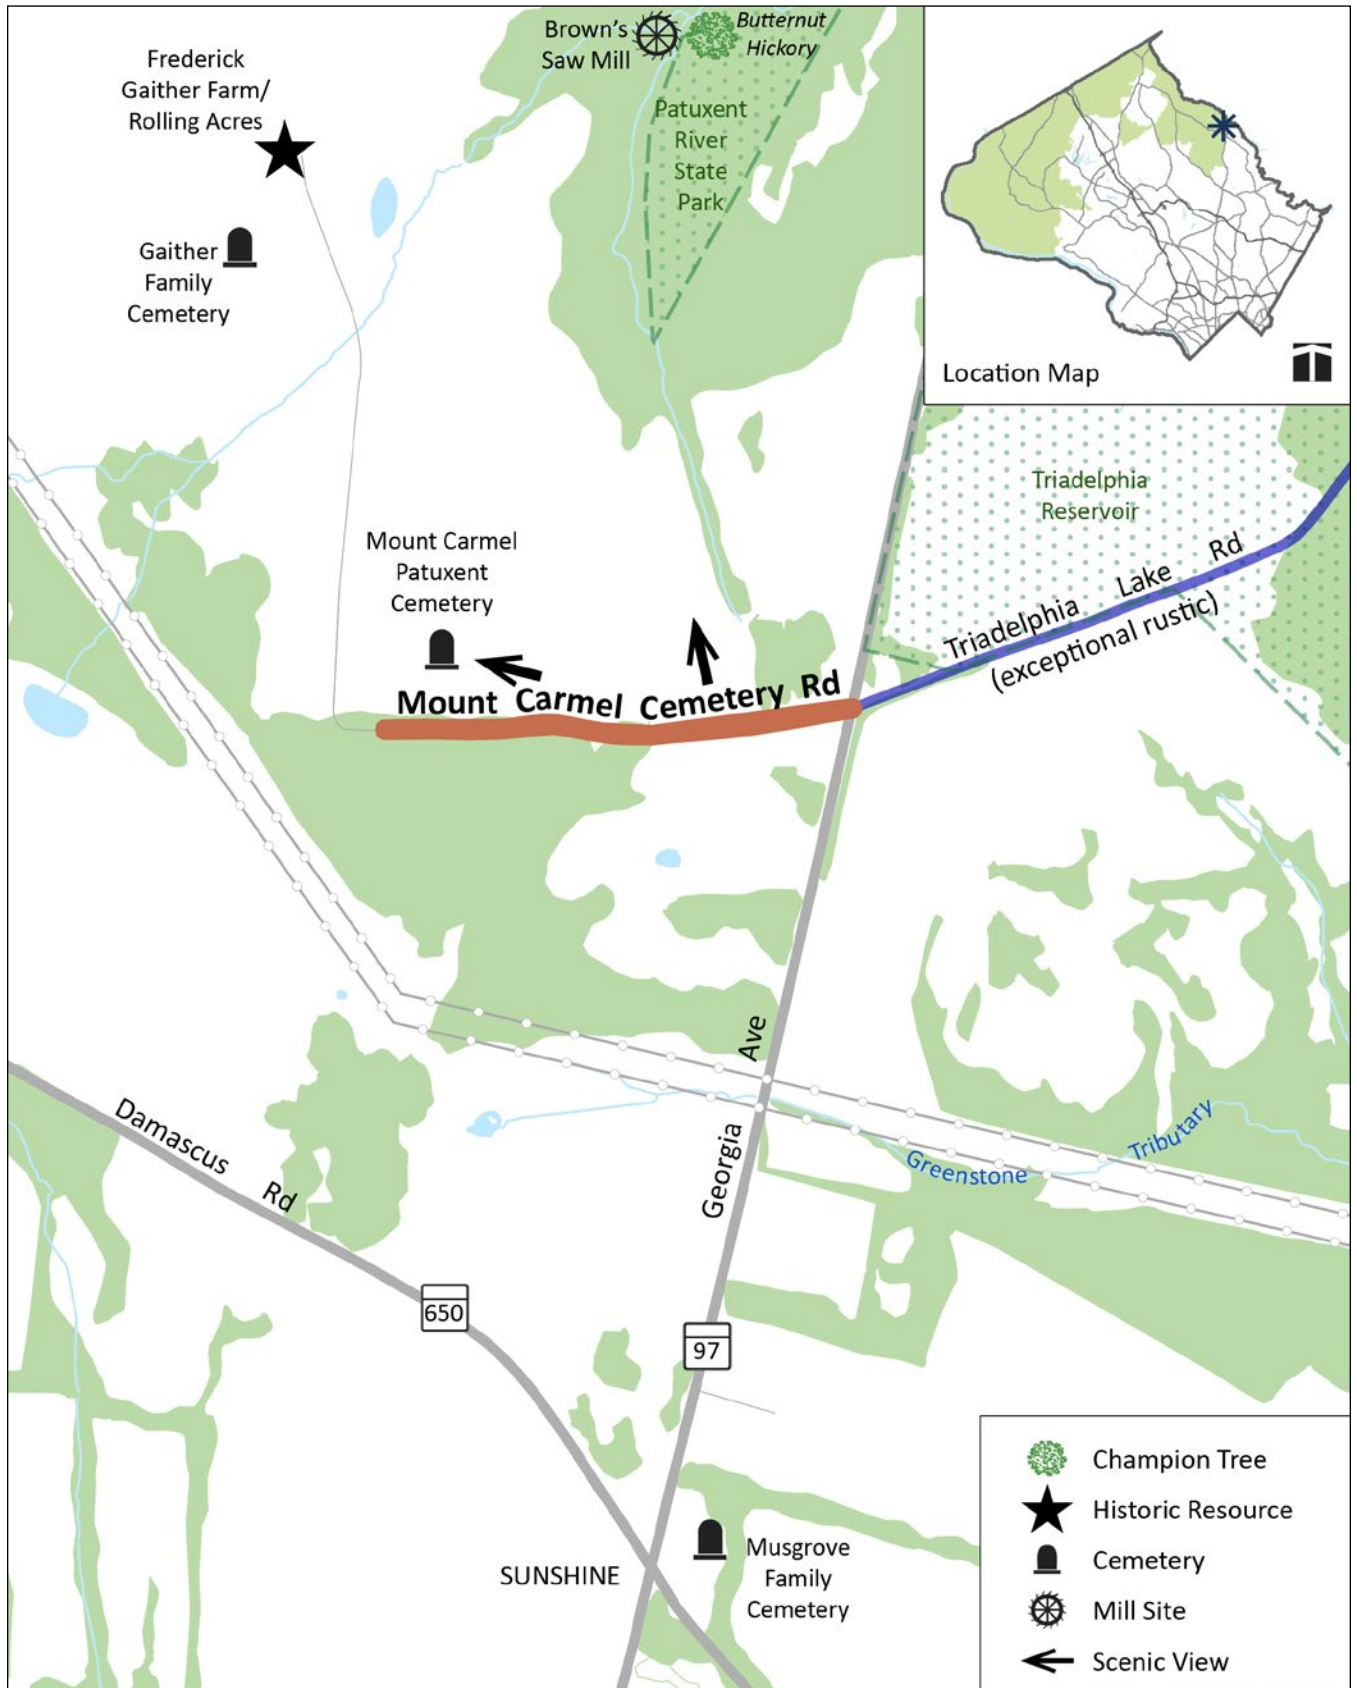 Brown's
Saw Mill
Butternut
Hickory
Frederick
Gaither Farm/
Rolling Acres
Patuxent
River
State
Park
Gaither
Family
Cemetery
Location Map
Triadelphia
Reservoir
Mount Carmel
Patuxent
Cemetery
Triadelphia Lake Rd
(exceptional rustic)
Mount Carmel Cemetery Rd
Georgia Ave
Damascus Rd
Greenstone Tributary
650
97
SUNSHINE
Musgrove
Family
Cemetery
Champion Tree
Historic Resource
Cemetery
Mill Site
Scenic View